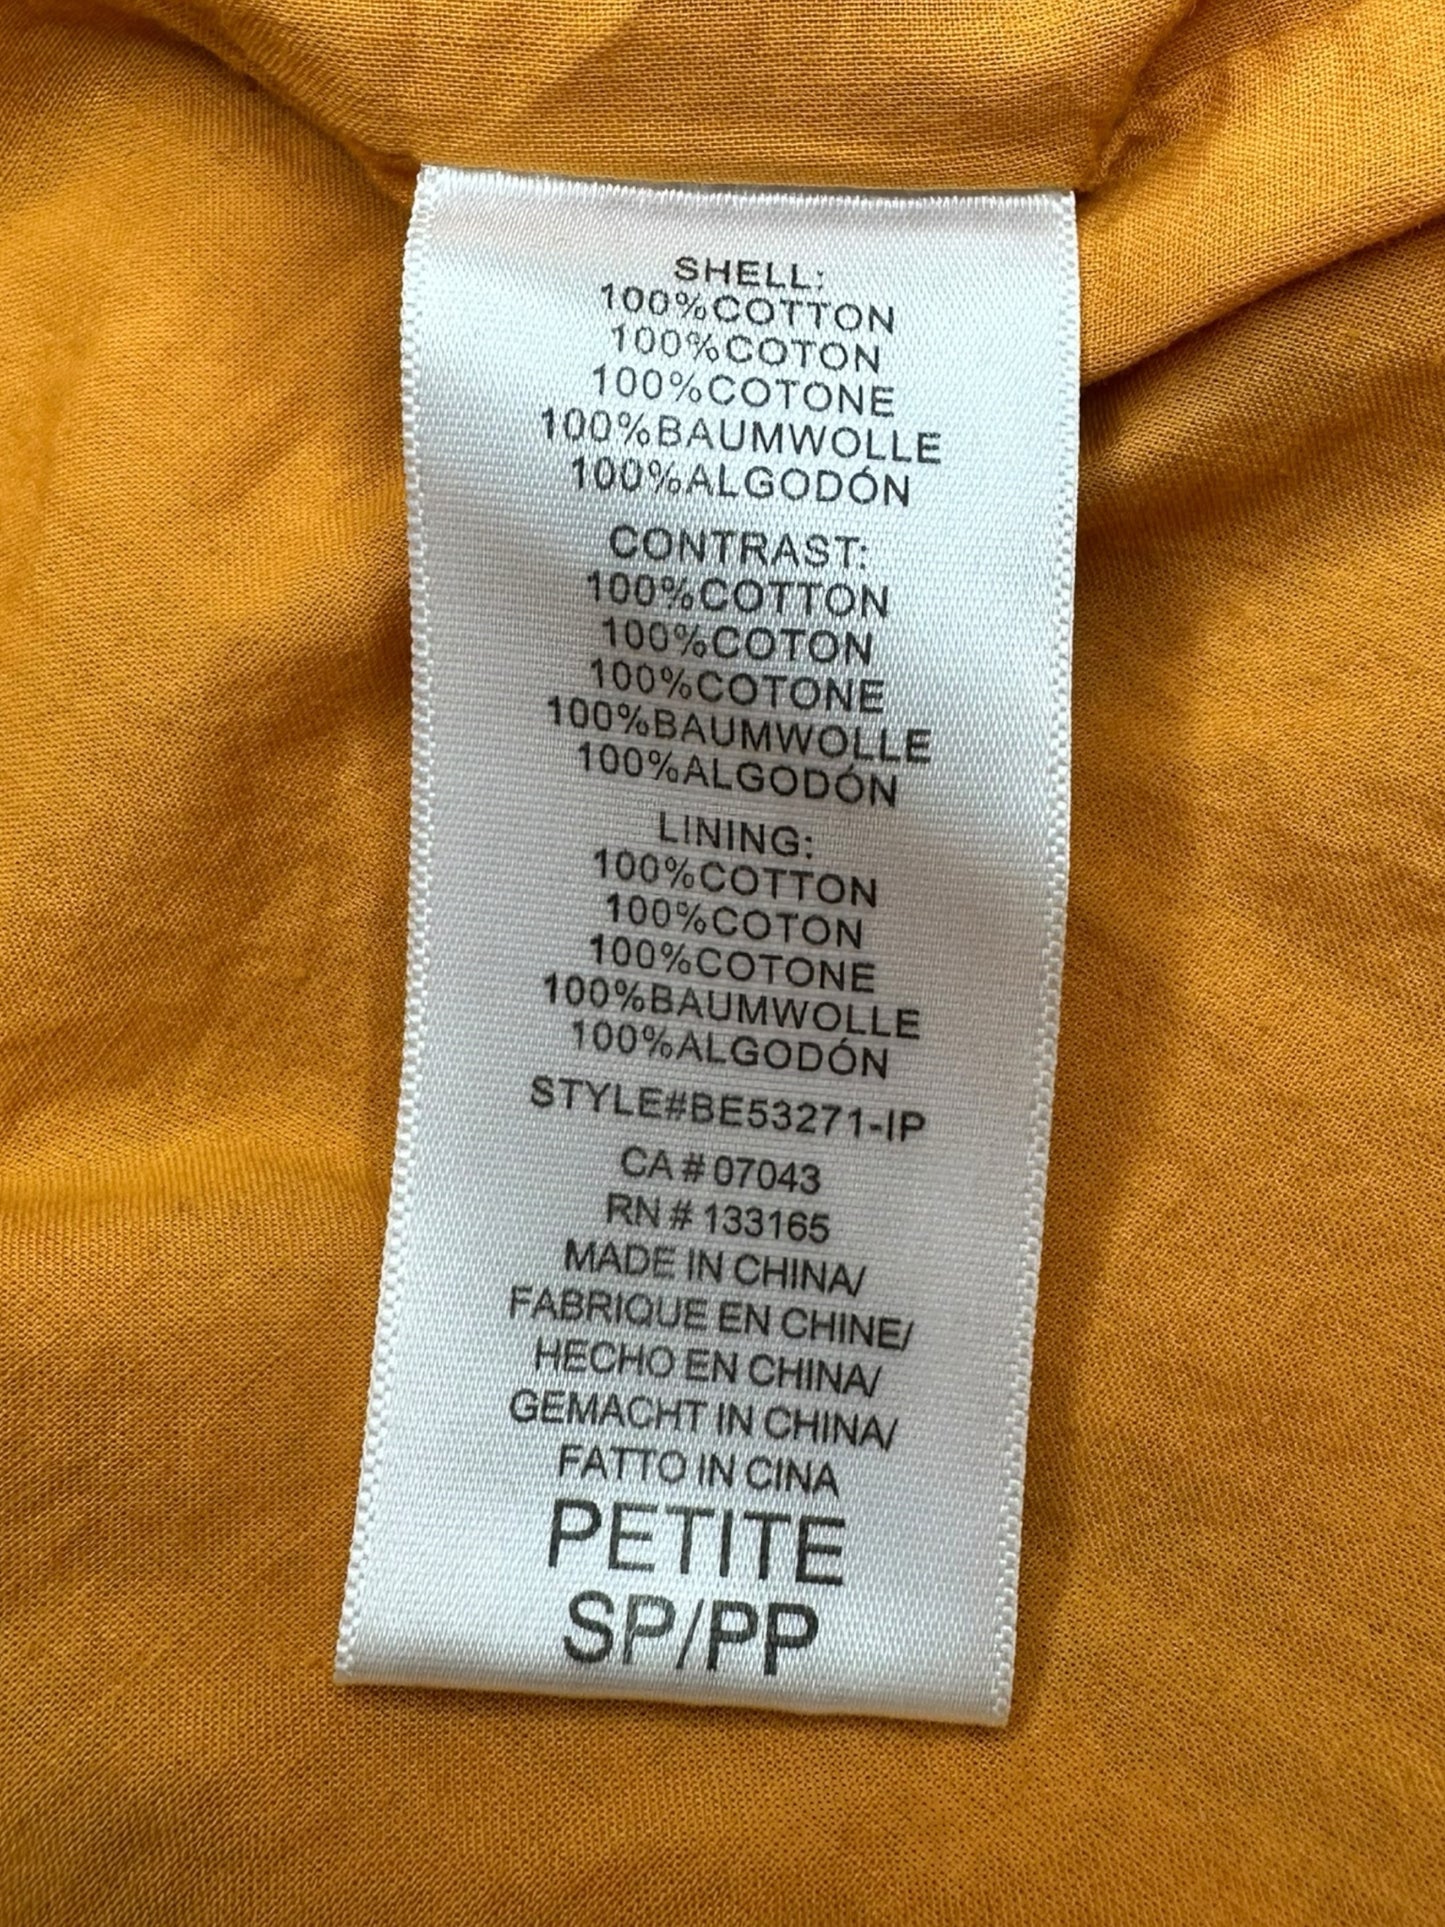 SHELL:
100%COTTON
100%COTON
100%COTONE
100%BAUMWOLLE
100%ALGODÓN
CONTRAST:
100%COTTON
100%COTON
100%COTONE
100%BAUMWOLLE
100%ALGODÓN
LINING:
100%COTTON
100%COTON
100%COTONE
100%BAUMWOLLE
100%ALGODÓN
STYLE#BE53271-IP
CA # 07043
RN # 133165
MADE IN CHINA/
FABRIQUE EN CHINE/
HECHO EN CHINA/
GEMACHT IN CHINA/
FATTO IN CINA
PETITE
SP/PP